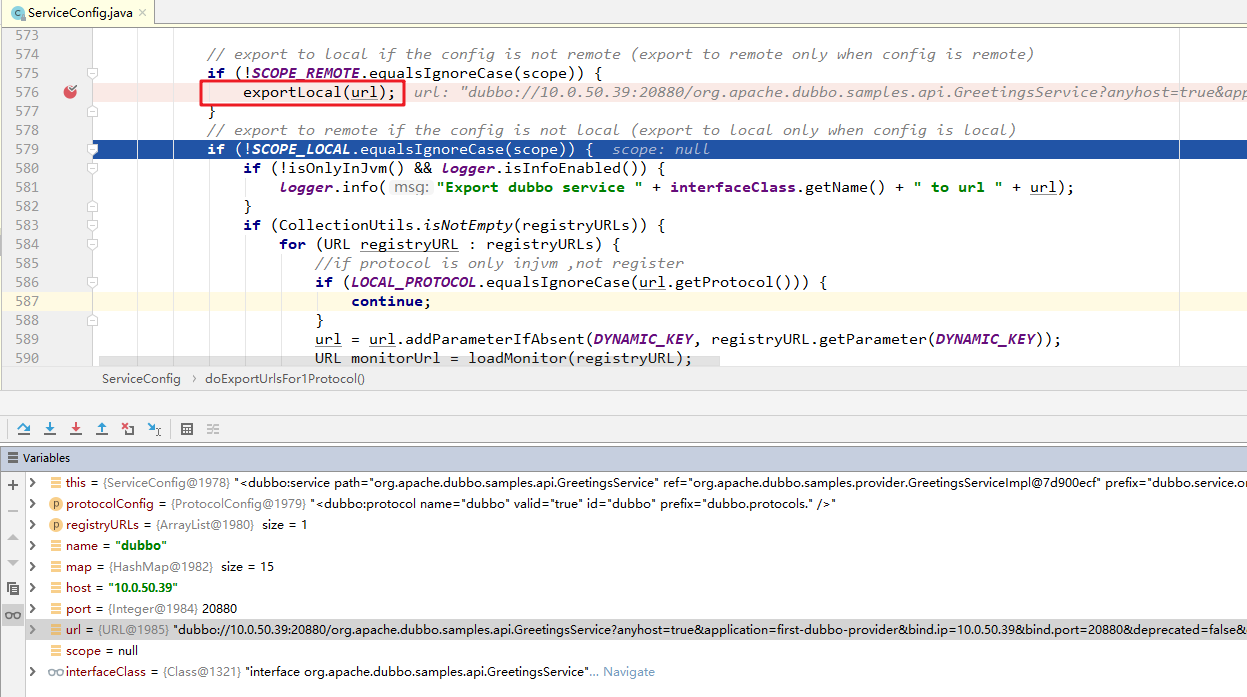 ServiceConfig.java
573
574 // export to local if the config is not remote (export to remote only when config is remote)
575 if (!SCOPE_REMOTE.equalsIgnoreCase(scope)) {
576 exportLocal(url); url: "dubbo://10.0.50.39:20880/org.apache.dubbo.samples.api.GreetingsService?anyhost=true&app
577 }
578 // export to remote if the config is not local (export to local only when config is local)
579 if (!SCOPE_LOCAL.equalsIgnoreCase(scope)) { scope: null
580 if (!isOnlyInJvm() && logger.isInfoEnabled()) {
581 logger.info( msg: "Export dubbo service " + interfaceClass.getName() + " to url " + url);
582 }
583 if (CollectionUtils.isNotEmpty(registryURLs)) {
584 for (URL registryURL : registryURLs) {
585 //if protocol is only injvm ,not register
586 if (LOCAL_PROTOCOL.equalsIgnoreCase(url.getProtocol())) {
587 continue;
588 }
589 url = url.addParameterIfAbsent(DYNAMIC_KEY, registryURL.getParameter(DYNAMIC_KEY));
590 URL monitorUrl = loadMonitor(registryURL);
ServiceConfig › doExportUrlsFor1Protocol()
Variables
this = {ServiceConfig@1978} "<dubbo:service path="org.apache.dubbo.samples.api.GreetingsService" ref="org.apache.dubbo.samples.provider.GreetingsServiceImpl@7d900ecf" prefix="dubbo.service.or
p protocolConfig = {ProtocolConfig@1979} "<dubbo:protocol name="dubbo" valid="true" id="dubbo" prefix="dubbo.protocols." />"
p registryURLs = {ArrayList@1980} size = 1
name = "dubbo"
map = {HashMap@1982} size = 15
host = "10.0.50.39"
port = {Integer@1984} 20880
url = {URL@1985} "dubbo://10.0.50.39:20880/org.apache.dubbo.samples.api.GreetingsService?anyhost=true&application=first-dubbo-provider&bind.ip=10.0.50.39&bind.port=20880&deprecated=false&
scope = null
interfaceClass = {Class@1321} "interface org.apache.dubbo.samples.api.GreetingsService"... Navigate